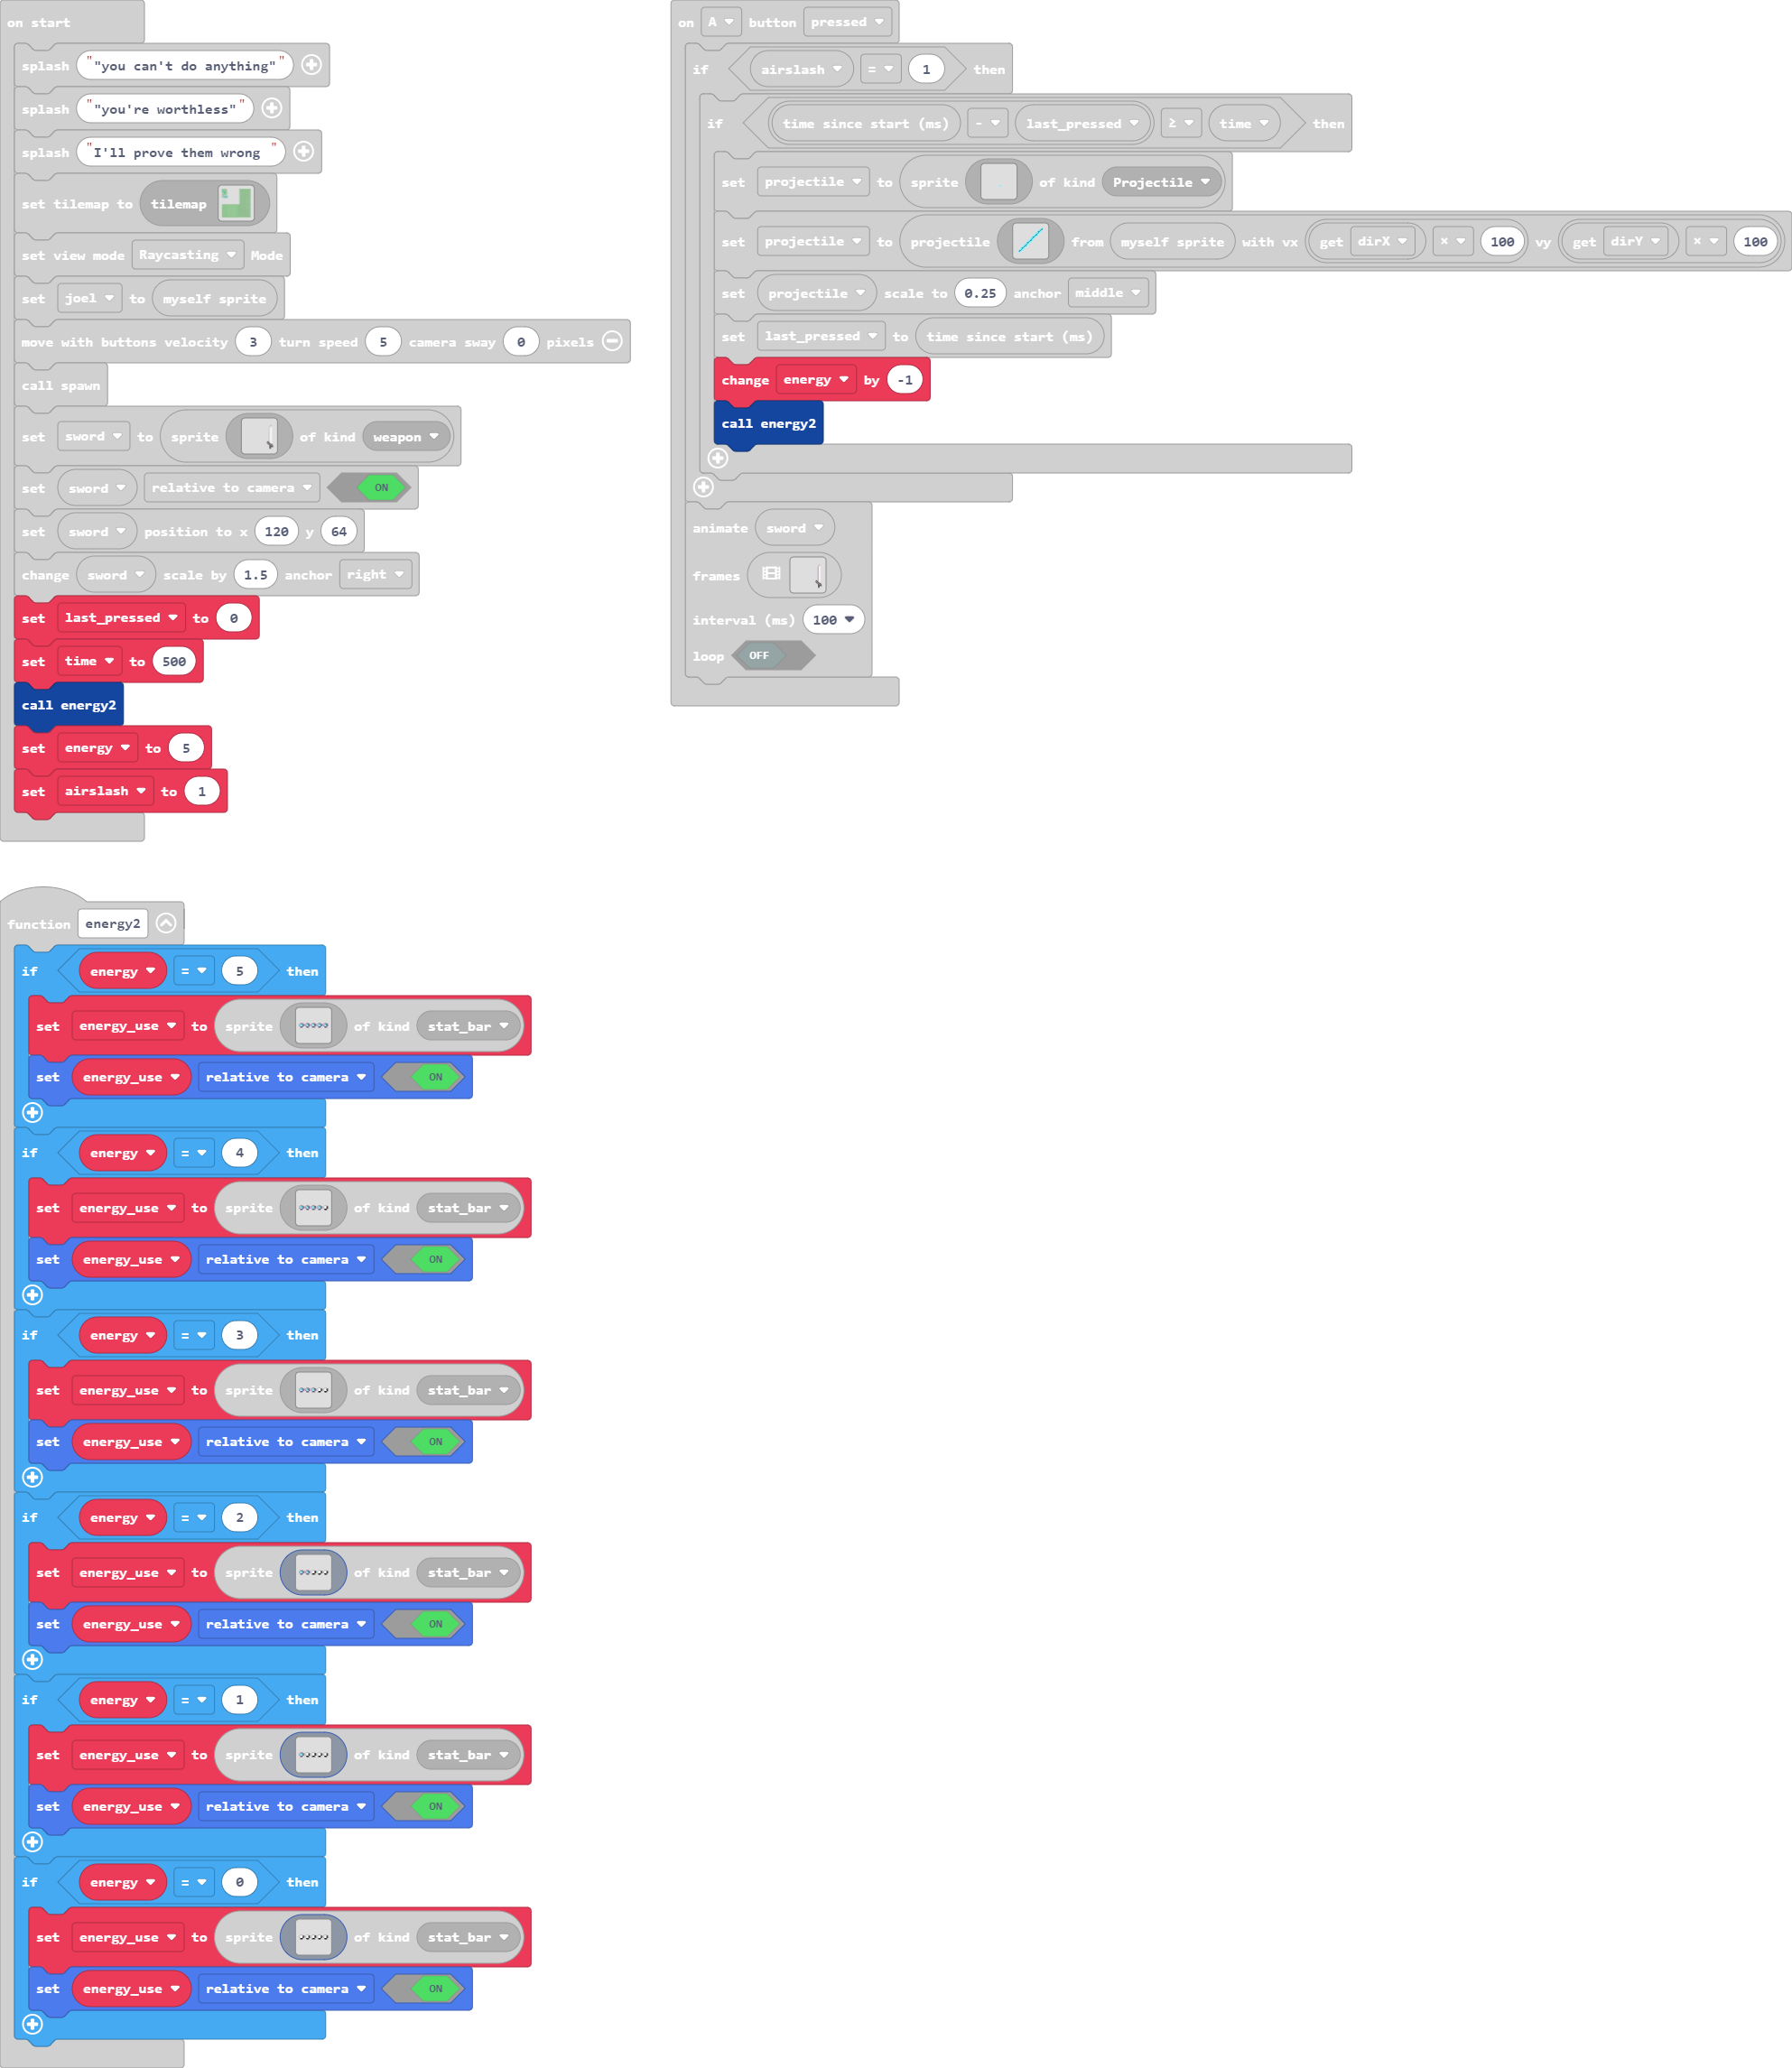 on start
splash ""you can't do anything""
splash ""you're worthless""
splash "I'll prove them wrong "
set tilemap to tilemap
set view mode Raycasting Mode
set joel to myself sprite
move with buttons velocity 3 turn speed 5 camera sway 0 pixels
call spawn
set sword to sprite of kind weapon
set sword relative to camera ON
set sword position to x 120 y 64
change sword scale by 1.5 anchor right
set last_pressed to 0
set time to 500
call energy2
set energy to 5
set airslash to 1
on A button pressed
if airslash = 1 then
if time since start (ms) - last_pressed ≥ time then
set projectile to sprite of kind Projectile
set projectile to projectile from myself sprite with vx get dirX × 100 vy get dirY × 100
set projectile scale to 0.25 anchor middle
set last_pressed to time since start (ms)
change energy by -1
call energy2
animate sword
frames
interval (ms) 100
loop OFF
function energy2
if energy = 5 then
set energy_use to sprite of kind stat_bar
set energy_use relative to camera ON
if energy = 4 then
set energy_use to sprite of kind stat_bar
set energy_use relative to camera ON
if energy = 3 then
set energy_use to sprite of kind stat_bar
set energy_use relative to camera ON
if energy = 2 then
set energy_use to sprite of kind stat_bar
set energy_use relative to camera ON
if energy = 1 then
set energy_use to sprite of kind stat_bar
set energy_use relative to camera ON
if energy = 0 then
set energy_use to sprite of kind stat_bar
set energy_use relative to camera ON